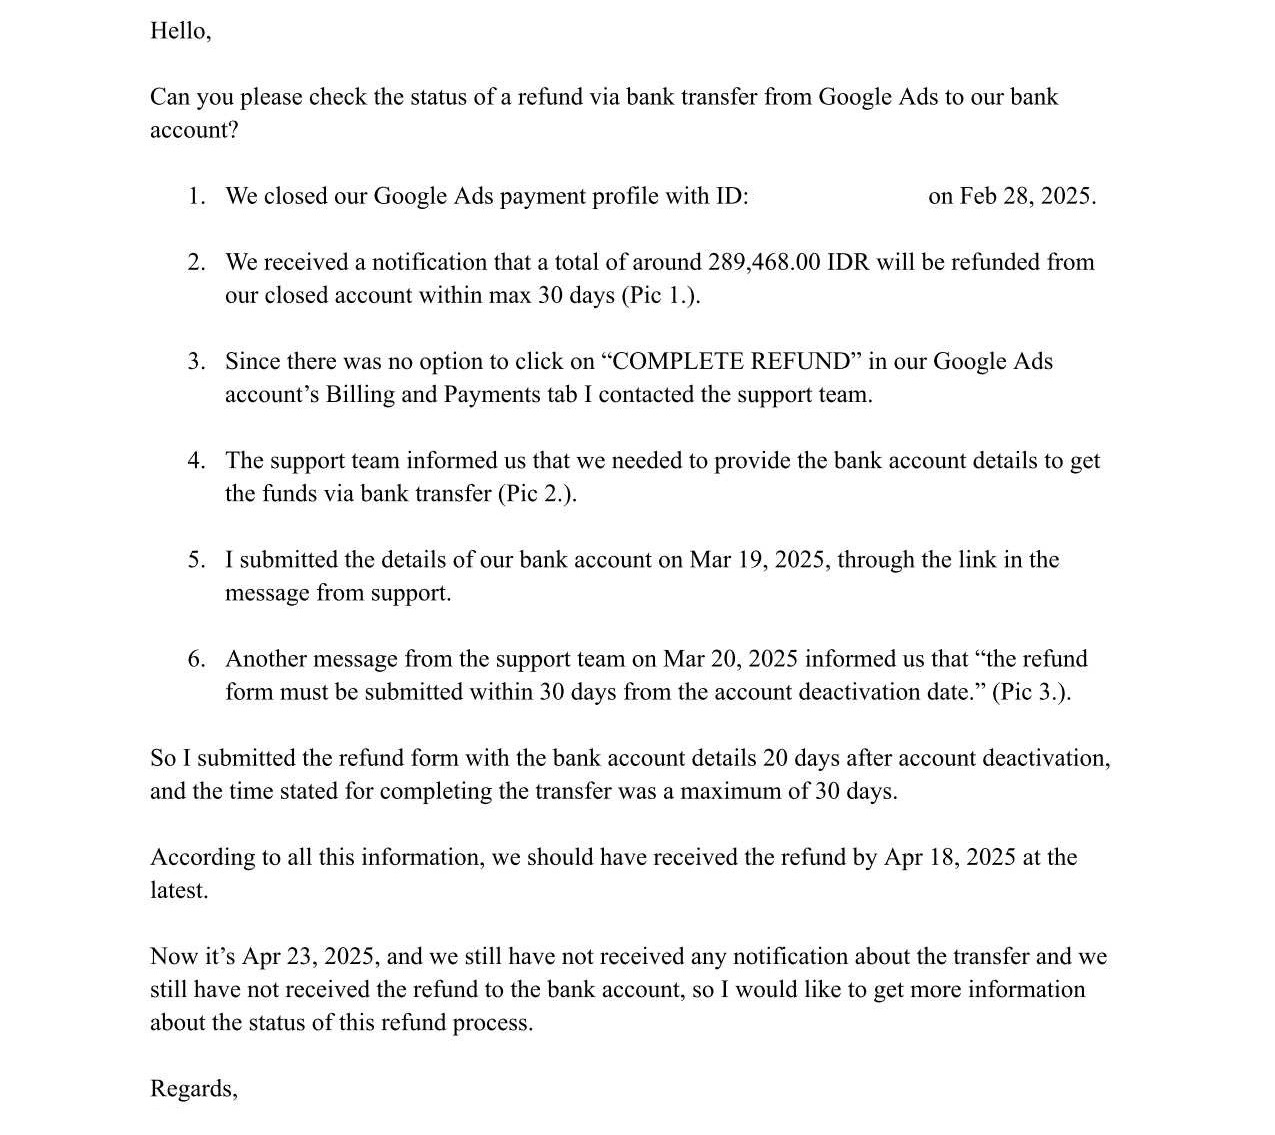 Hello,
Can you please check the status of a refund via bank transfer from Google Ads to our bank
account?
1. We closed our Google Ads payment profile with ID: on Feb 28, 2025.
2. We received a notification that a total of around 289,468.00 IDR will be refunded from
our closed account within max 30 days (Pic 1.).
3. Since there was no option to click on “COMPLETE REFUND” in our Google Ads
account’s Billing and Payments tab I contacted the support team.
4. The support team informed us that we needed to provide the bank account details to get
the funds via bank transfer (Pic 2.).
5. I submitted the details of our bank account on Mar 19, 2025, through the link in the
message from support.
6. Another message from the support team on Mar 20, 2025 informed us that “the refund
form must be submitted within 30 days from the account deactivation date.” (Pic 3.).
So I submitted the refund form with the bank account details 20 days after account deactivation,
and the time stated for completing the transfer was a maximum of 30 days.
According to all this information, we should have received the refund by Apr 18, 2025 at the
latest.
Now it’s Apr 23, 2025, and we still have not received any notification about the transfer and we
still have not received the refund to the bank account, so I would like to get more information
about the status of this refund process.
Regards,